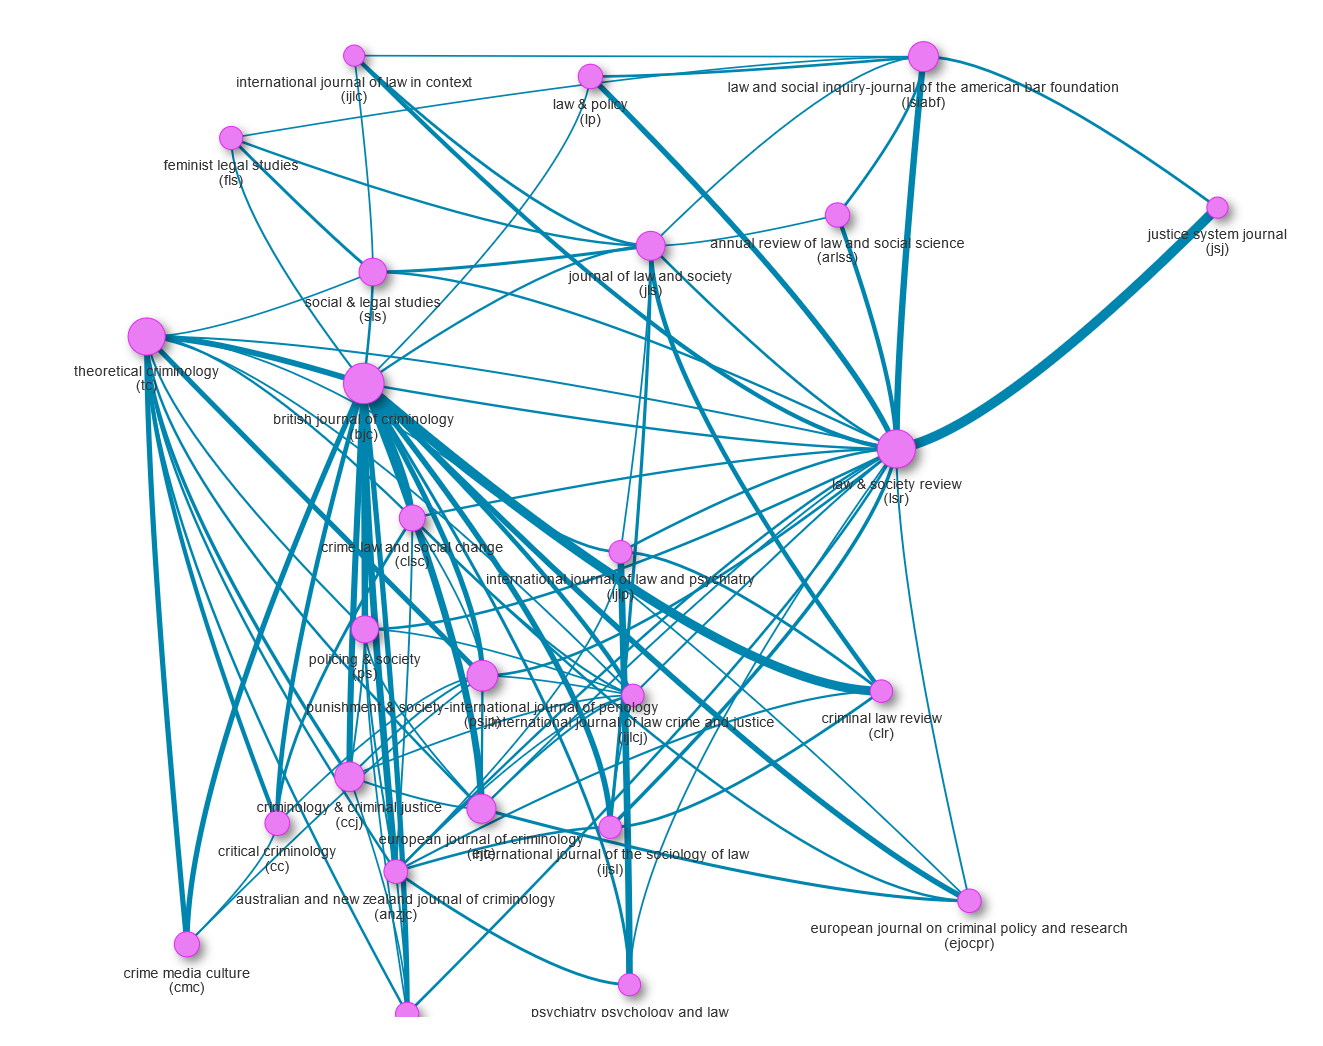 international journal of law in context
(ijlc)
law & policy
(lp)
law and social inquiry-journal of the american bar foundation
(lsiabf)
feminist legal studies
(fls)
annual review of law and social science
(arlss)
justice system journal
(jsj)
journal of law and society
(jls)
social & legal studies
(sls)
theoretical criminology
(tc)
british journal of criminology
(bjc)
law & society review
(lsr)
crime law and social change
(clsc)
international journal of law and psychiatry
(ijlp)
policing & society
(ps)
punishment & society-international journal of penology
(psijp)
international journal of law crime and justice
(ijlcj)
criminal law review
(clr)
criminology & criminal justice
(ccj)
critical criminology
(cc)
european journal of criminology
(ejc)
international journal of the sociology of law
(ijsl)
australian and new zealand journal of criminology
(anzjc)
european journal on criminal policy and research
(ejocpr)
crime media culture
(cmc)
psychiatry psychology and law